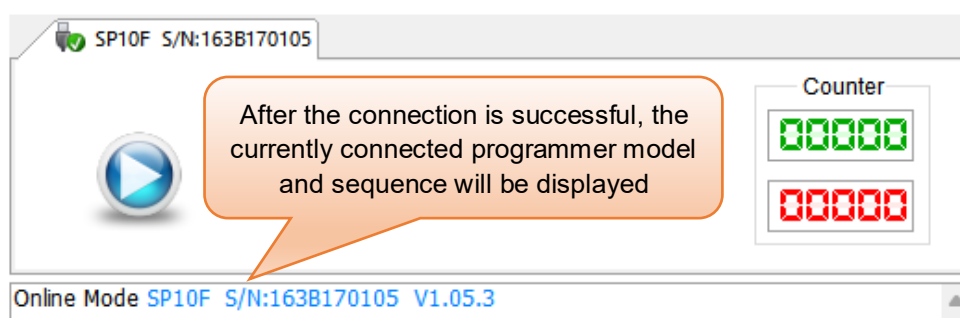 SP10F S/N:163B170105
After the connection is successful, the
currently connected programmer model
and sequence will be displayed
Counter
00000
00000
Online Mode SP10F S/N:163B170105 V1.05.3